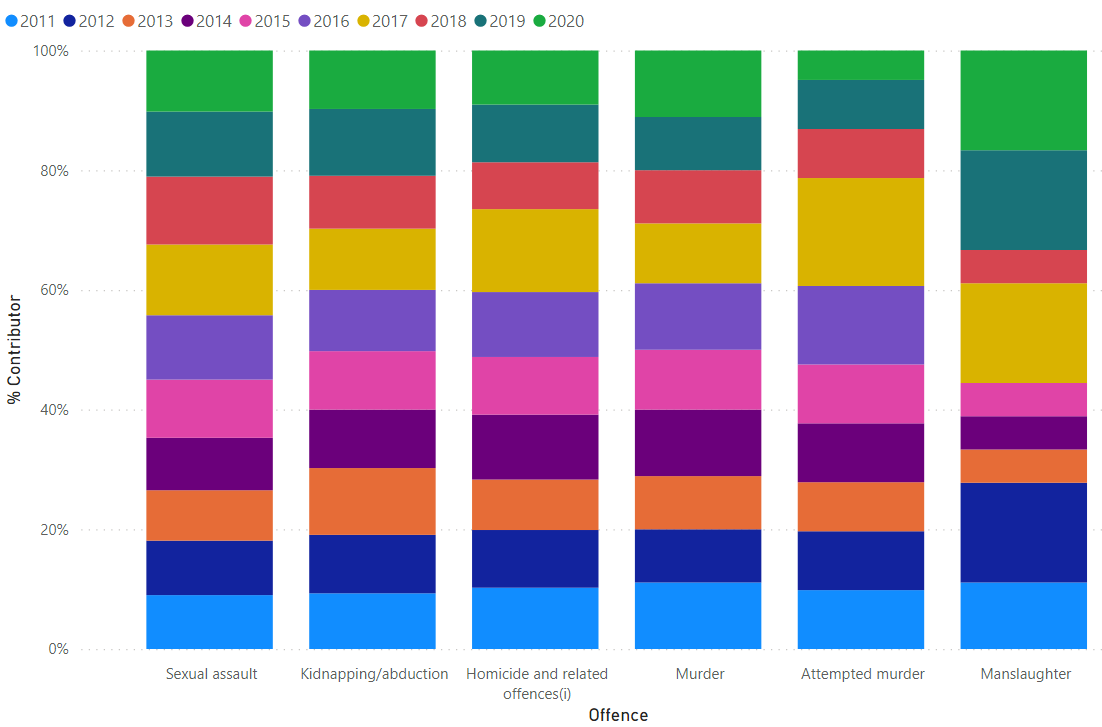 2011 2012 2013 2014 2015 2016 2017 2018 2019 2020
100%
80%
60%
40%
20%
0%
% Contributor
Sexual assault
Kidnapping/abduction
Homicide and related
offences(i)
Murder
Attempted murder
Manslaughter
Offence